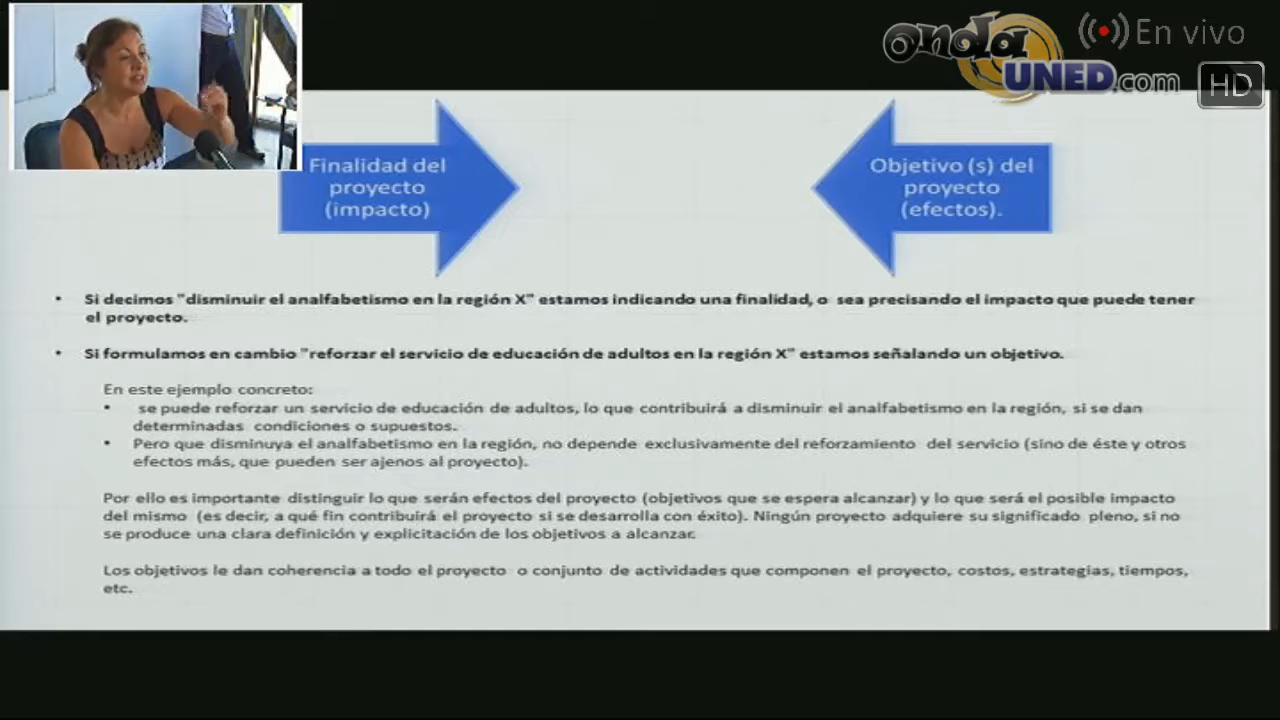 onda
UNED.com
En vivo
HD
Finalidad del
proyecto
(impacto)
Objetivo (s) del
proyecto
(efectos).
• Si decimos "disminuir el analfabetismo en la región X" estamos indicando una finalidad, o sea precisando el impacto que puede tener
el proyecto.
• Si formulamos en cambio "reforzar el servicio de educación de adultos en la región X" estamos señalando un objetivo.
En este ejemplo concreto:
• se puede reforzar un servicio de educación de adultos, lo que contribuirá a disminuir el analfabetismo en la región, si se dan
determinadas condiciones o supuestos.
• Pero que disminuya el analfabetismo en la región, no depende exclusivamente del reforzamiento del servicio (sino de éste y otros
efectos más, que pueden ser ajenos al proyecto).
Por ello es importante distinguir lo que serán efectos del proyecto (objetivos que se espera alcanzar) y lo que será el posible impacto
del mismo (es decir, a qué fin contribuirá el proyecto si se desarrolla con éxito). Ningún proyecto adquiere su significado pleno, si no
se produce una clara definición y explicitación de los objetivos a alcanzar.
Los objetivos le dan coherencia a todo el proyecto o conjunto de actividades que componen el proyecto, costos, estrategias, tiempos,
etc.